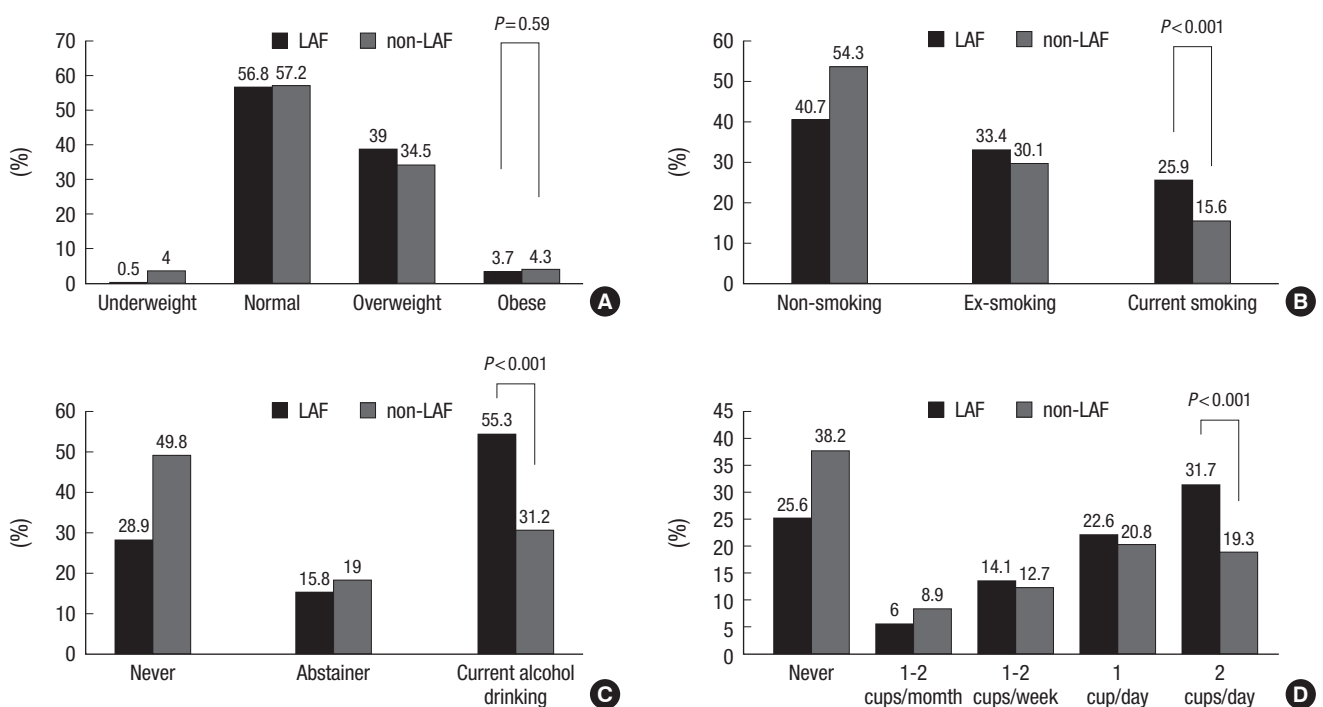 P=0.59
LAF non-LAF
(%)
70
60
50
40
30
20
10
0
56.8 57.2
39
34.5
0.5 4
3.7 4.3
Underweight Normal Overweight Obese
A
P<0.001
LAF non-LAF
(%)
60
50
40
30
20
10
0
40.7 54.3
33.4 30.1
25.9 15.6
Non-smoking Ex-smoking Current smoking
B
P<0.001
LAF non-LAF
(%)
60
50
40
30
20
10
0
28.9 49.8
15.8 19
55.3 31.2
Never Abstainer Current alcohol
drinking
C
P<0.001
LAF non-LAF
(%)
45
40
35
30
25
20
15
10
5
0
25.6 38.2
6 8.9
14.1 12.7
22.6 20.8
31.7 19.3
Never 1-2 1-2 1 2
cups/momth cups/week cup/day cups/day
D